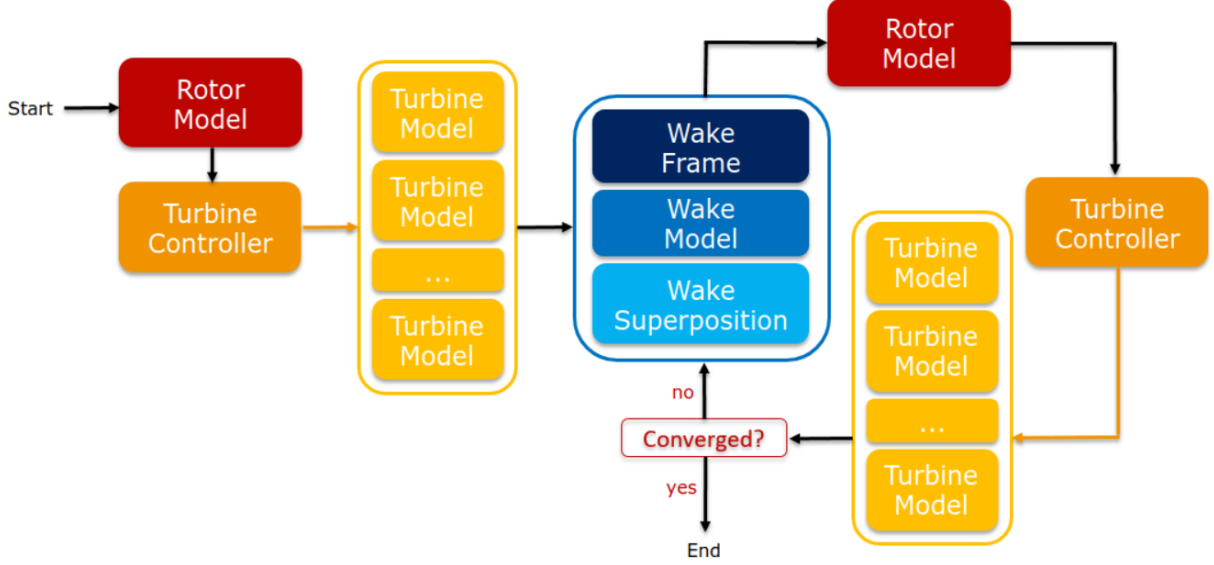 Start
Rotor
Model
Turbine
Controller
Turbine
Model
Turbine
Model
...
Turbine
Model
Wake
Frame
Wake
Model
Wake
Superposition
Rotor
Model
Turbine
Controller
Turbine
Model
Turbine
Model
...
Turbine
Model
no
Converged?
yes
End